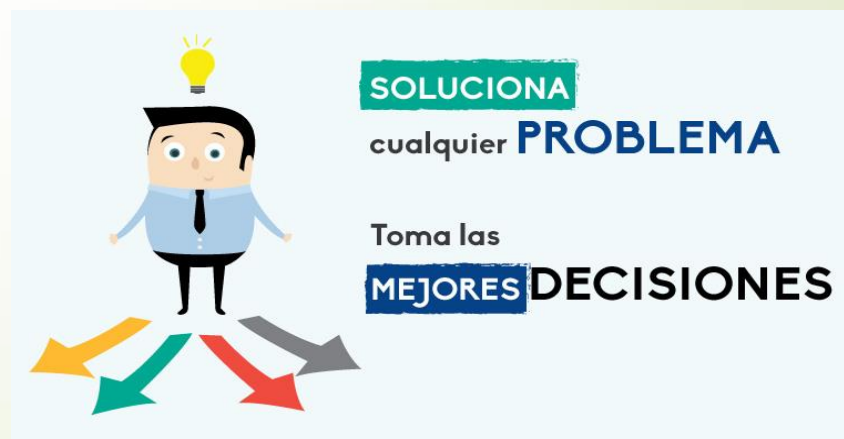 SOLUCIONA
cualquier PROBLEMA
Toma las
MEJORES DECISIONES